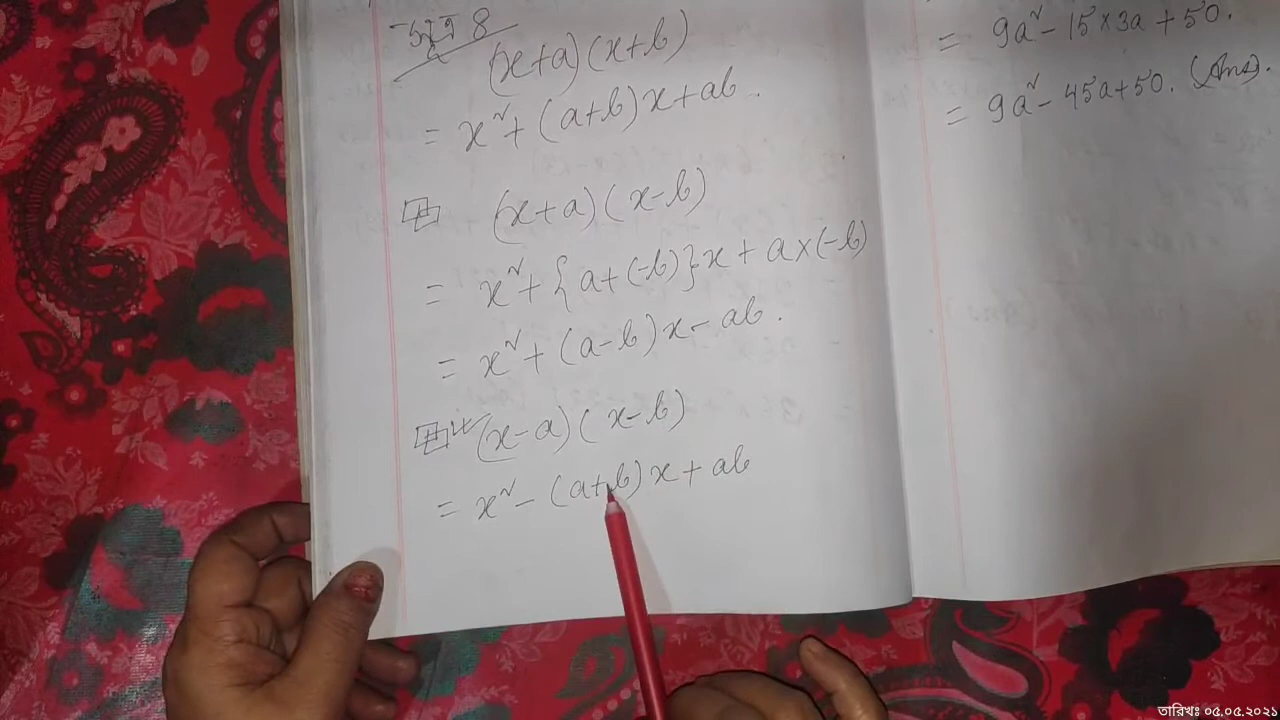 সূত্র ৪
(x+a)(x+b)
= x² + (a+b)x+ab.
(x+a)(x-b)
= x² + {a+(-b)}x + a×(-b)
= x² + (a-b)x - ab.
(x-a)(x-b)
= x² - (a+b)x + ab
= 9a² - 15×3a + 50.
= 9a² - 45a+50. (Ans).
তারিখঃ ০৫.০৫.২০২১